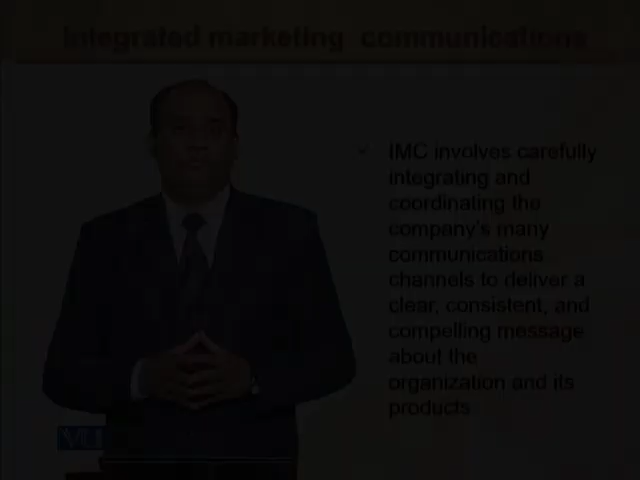 Integrated marketing communications
IMC involves carefully
integrating and
coordinating the
company's many
communications
channels to deliver a
clear, consistent, and
compelling message
about the
organization and its
products.